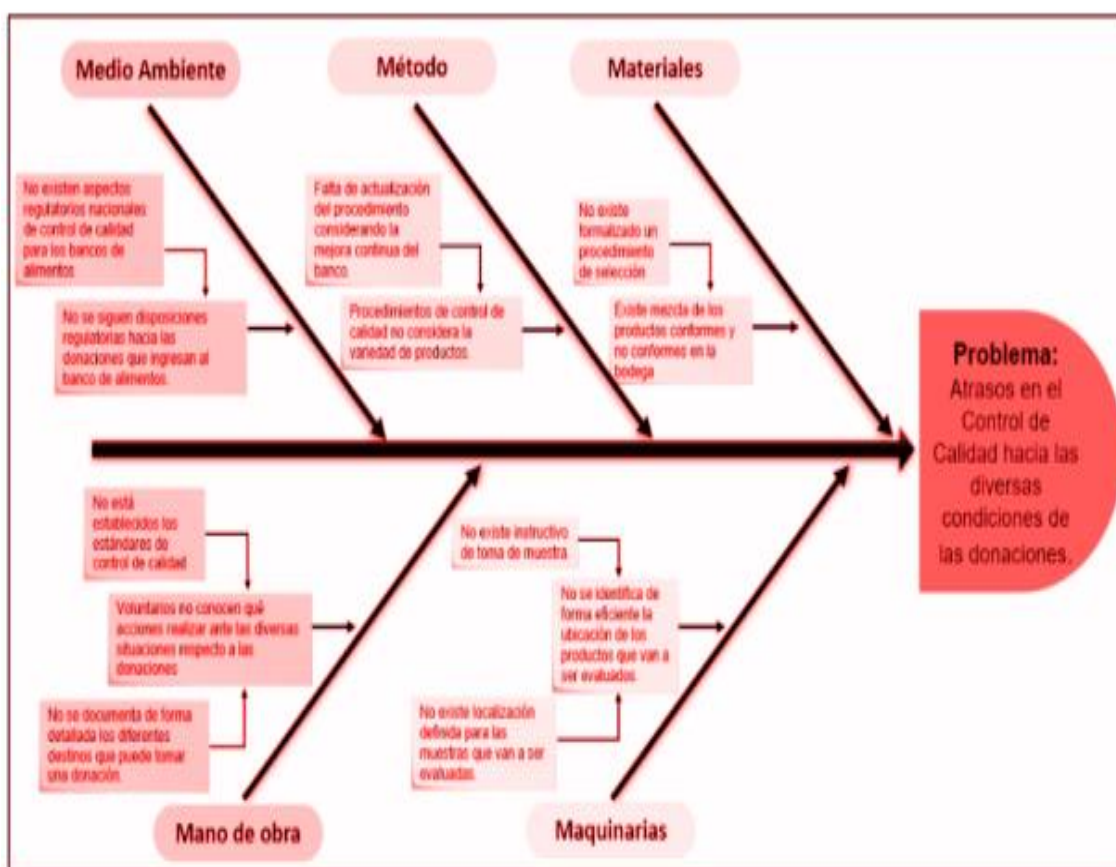 Medio Ambiente
Método
Materiales
No existen aspectos
regulatorios nacionales
de control de calidad
para los bancos de
alimentos
No se siguen disposiciones
regulatorias hacia las
donaciones que ingresan al
banco de alimentos.
Falta de actualización
del procedimiento
considerando la
mejora continua del
banco.
Procedimientos de control de
calidad no considera la
variedad de productos.
No existe
formalizado un
procedimiento
de selección
Existe mezcla de los
productos conformes y
no conformes en la
bodega
Problema:
Atrasos en el
Control de
Calidad hacia las
diversas
condiciones de
las donaciones.
No está
establecidos los
estándares de
control de calidad
Voluntarios no conocen qué
acciones realizar ante las diversas
situaciones respecto a las
donaciones
No se documenta de forma
detallada los diferentes
destinos que puede tomar
una donación.
No existe instructivo
de toma de muestra.
No se identifica de
forma eficiente la
ubicación de los
productos que van a
ser evaluados.
No existe localización
definida para las
muestras que van a ser
evaluadas.
Mano de obra
Maquinarias